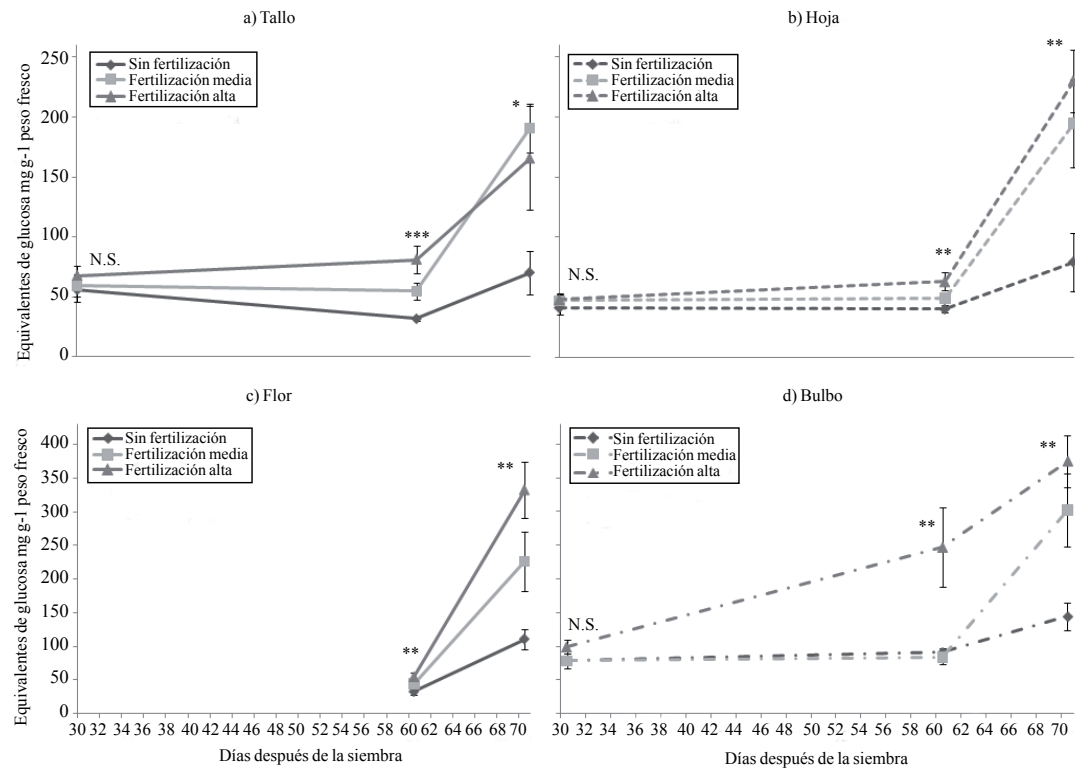 a) Tallo
b) Hoja
Equivalentes de glucosa mg g-1 peso fresco
250
200
150
100
50
0
Sin fertilización
Fertilización media
Fertilización alta
N.S.
***
*
Sin fertilización
Fertilización media
Fertilización alta
N.S.
**
**
c) Flor
d) Bulbo
Equivalentes de glucosa mg g-1 peso fresco
400
350
300
250
200
150
100
50
0
Sin fertilización
Fertilización media
Fertilización alta
**
**
Sin fertilización
Fertilización media
Fertilización alta
N.S.
**
**
30 32 34 36 38 40 42 44 46 48 50 52 54 56 58 60 62 64 66 68 70
30 32 34 36 38 40 42 44 46 48 50 52 54 56 58 60 62 64 66 68 70
Días después de la siembra
Días después de la siembra